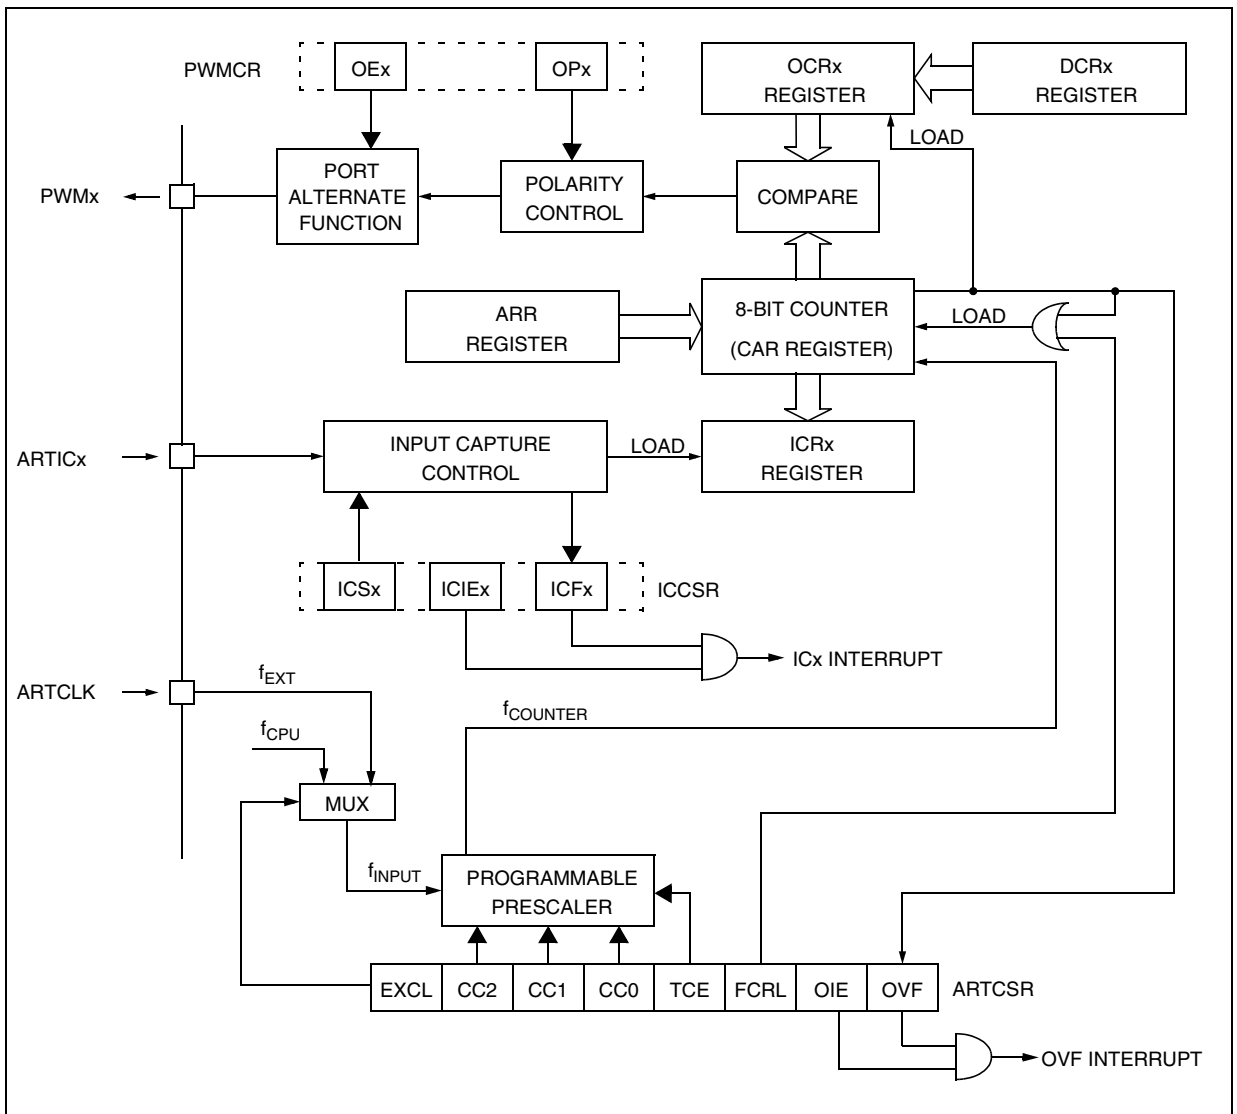 PWMCR
OEx
OPx
OCRx
REGISTER
DCRx
REGISTER
LOAD
PWMx
PORT
ALTERNATE
FUNCTION
POLARITY
CONTROL
COMPARE
ARR
REGISTER
8-BIT COUNTER
(CAR REGISTER)
LOAD
ARTICx
INPUT CAPTURE
CONTROL
LOAD
ICRx
REGISTER
ICSx
ICIEx
ICFx
ICCSR
ICx INTERRUPT
ARTCLK
fEXT
fCPU
fCOUNTER
MUX
fINPUT
PROGRAMMABLE
PRESCALER
EXCL
CC2
CC1
CC0
TCE
FCRL
OIE
OVF
ARTCSR
OVF INTERRUPT